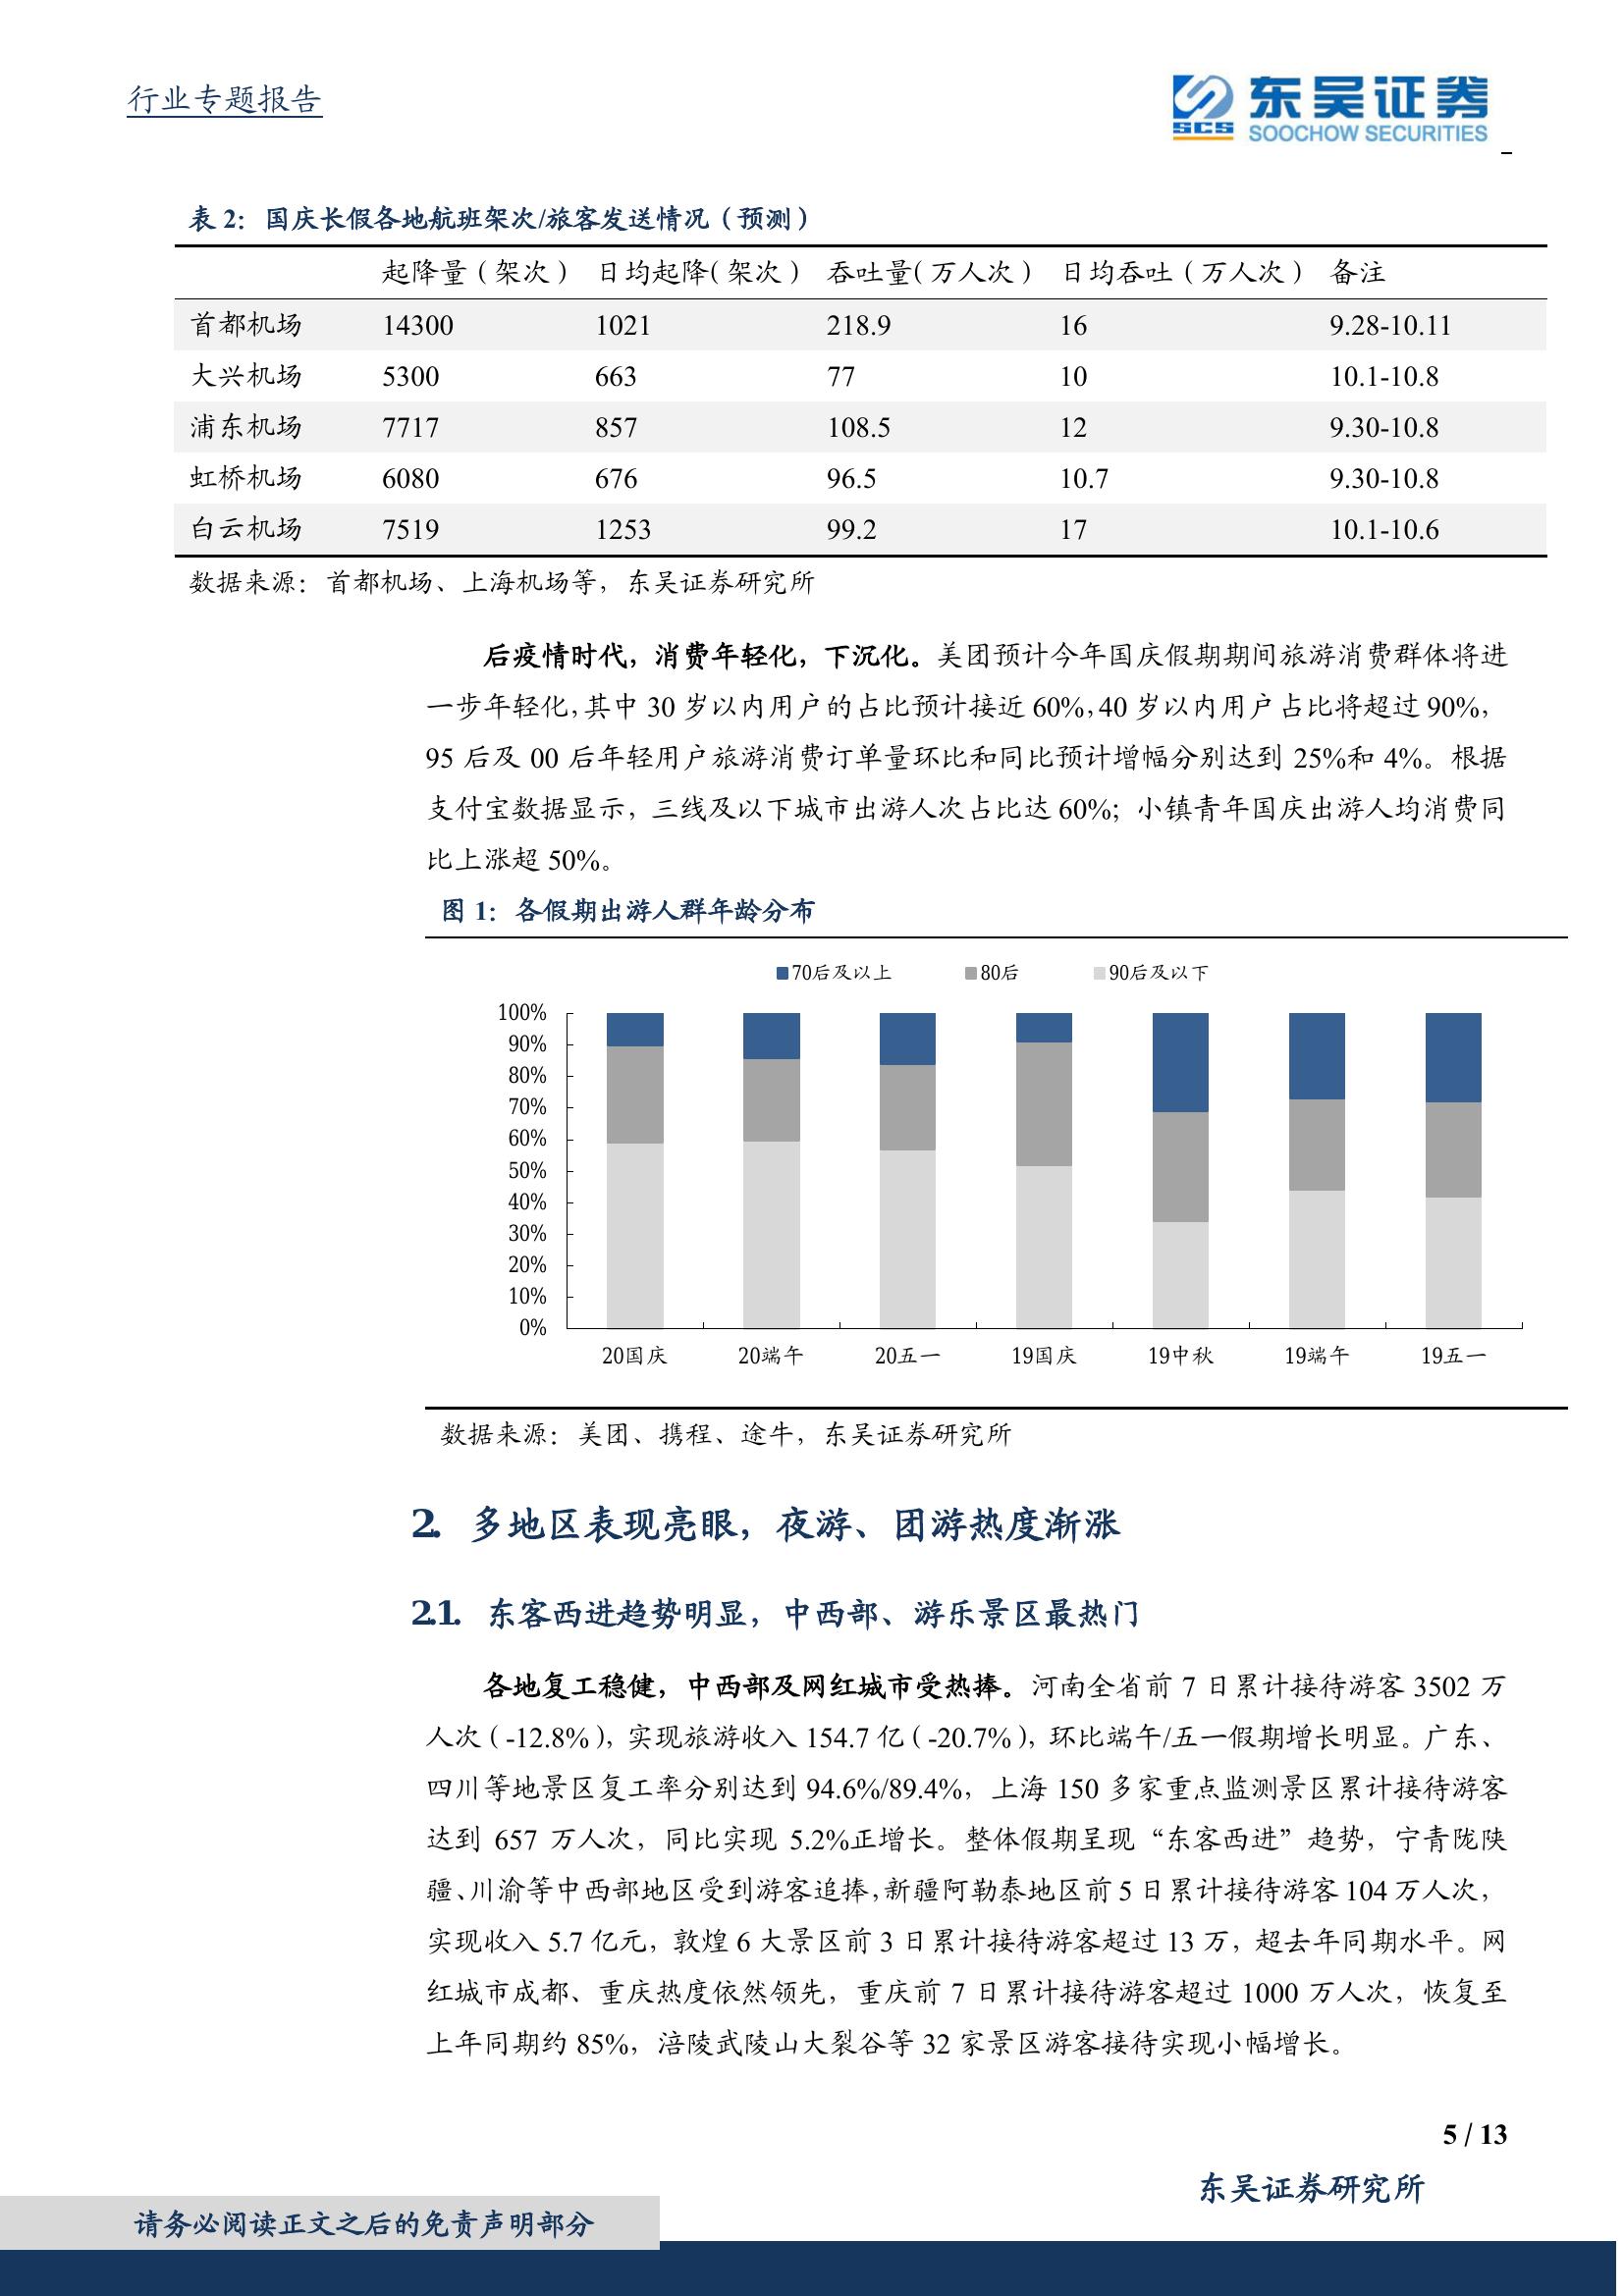 行业专题报告
SCS
东吴证券
SOOCHOW SECURITIES
表 2：国庆长假各地航班架次/旅客发送情况（预测）
起降量（架次） 日均起降（架次） 吞吐量（万人次） 日均吞吐（万人次） 备注
首都机场 14300 1021 218.9 16 9.28-10.11
大兴机场 5300 663 77 10 10.1-10.8
浦东机场 7717 857 108.5 12 9.30-10.8
虹桥机场 6080 676 96.5 10.7 9.30-10.8
白云机场 7519 1253 99.2 17 10.1-10.6
数据来源：首都机场、上海机场等，东吴证券研究所
后疫情时代，消费年轻化，下沉化。美团预计今年国庆假期期间旅游消费群体将进
一步年轻化，其中 30 岁以内用户的占比预计接近 60%，40 岁以内用户占比将超过 90%，
95 后及 00 后年轻用户旅游消费订单量环比和同比预计增幅分别达到 25%和 4%。根据
支付宝数据显示，三线及以下城市出游人次占比达 60%；小镇青年国庆出游人均消费同
比上涨超 50%。
图 1：各假期出游人群年龄分布
70后及以上 80后 90后及以下
100%
90%
80%
70%
60%
50%
40%
30%
20%
10%
0%
20国庆 20端午 20五一 19国庆 19中秋 19端午 19五一
数据来源：美团、携程、途牛，东吴证券研究所
2. 多地区表现亮眼，夜游、团游热度渐涨
2.1. 东客西进趋势明显，中西部、游乐景区最热门
各地复工稳健，中西部及网红城市受热捧。河南全省前 7 日累计接待游客 3502 万
人次（-12.8%），实现旅游收入 154.7 亿（-20.7%），环比端午/五一假期增长明显。广东、
四川等地景区复工率分别达到 94.6%/89.4%，上海 150 多家重点监测景区累计接待游客
达到 657 万人次，同比实现 5.2%正增长。整体假期呈现“东客西进”趋势，宁青陇陕
疆、川渝等中西部地区受到游客追捧，新疆阿勒泰地区前 5 日累计接待游客 104 万人次，
实现收入 5.7 亿元，敦煌 6 大景区前 3 日累计接待游客超过 13 万，超去年同期水平。网
红城市成都、重庆热度依然领先，重庆前 7 日累计接待游客超过 1000 万人次，恢复至
上年同期约 85%，涪陵武陵山大裂谷等 32 家景区游客接待实现小幅增长。
5 / 13
东吴证券研究所
请务必阅读正文之后的免责声明部分